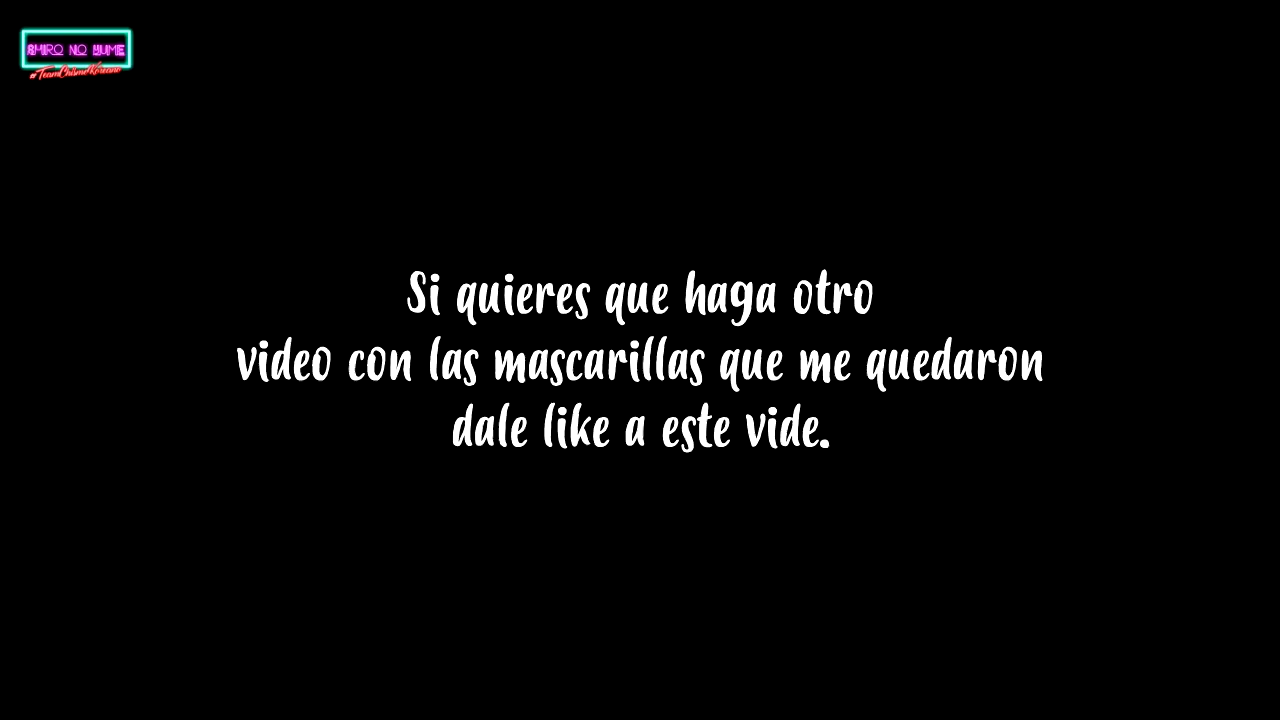 SHIRO NO YUME
#TeamChismeKoreano
Si quieres que haga otro
video con las mascarillas que me quedaron
dale like a este vide.